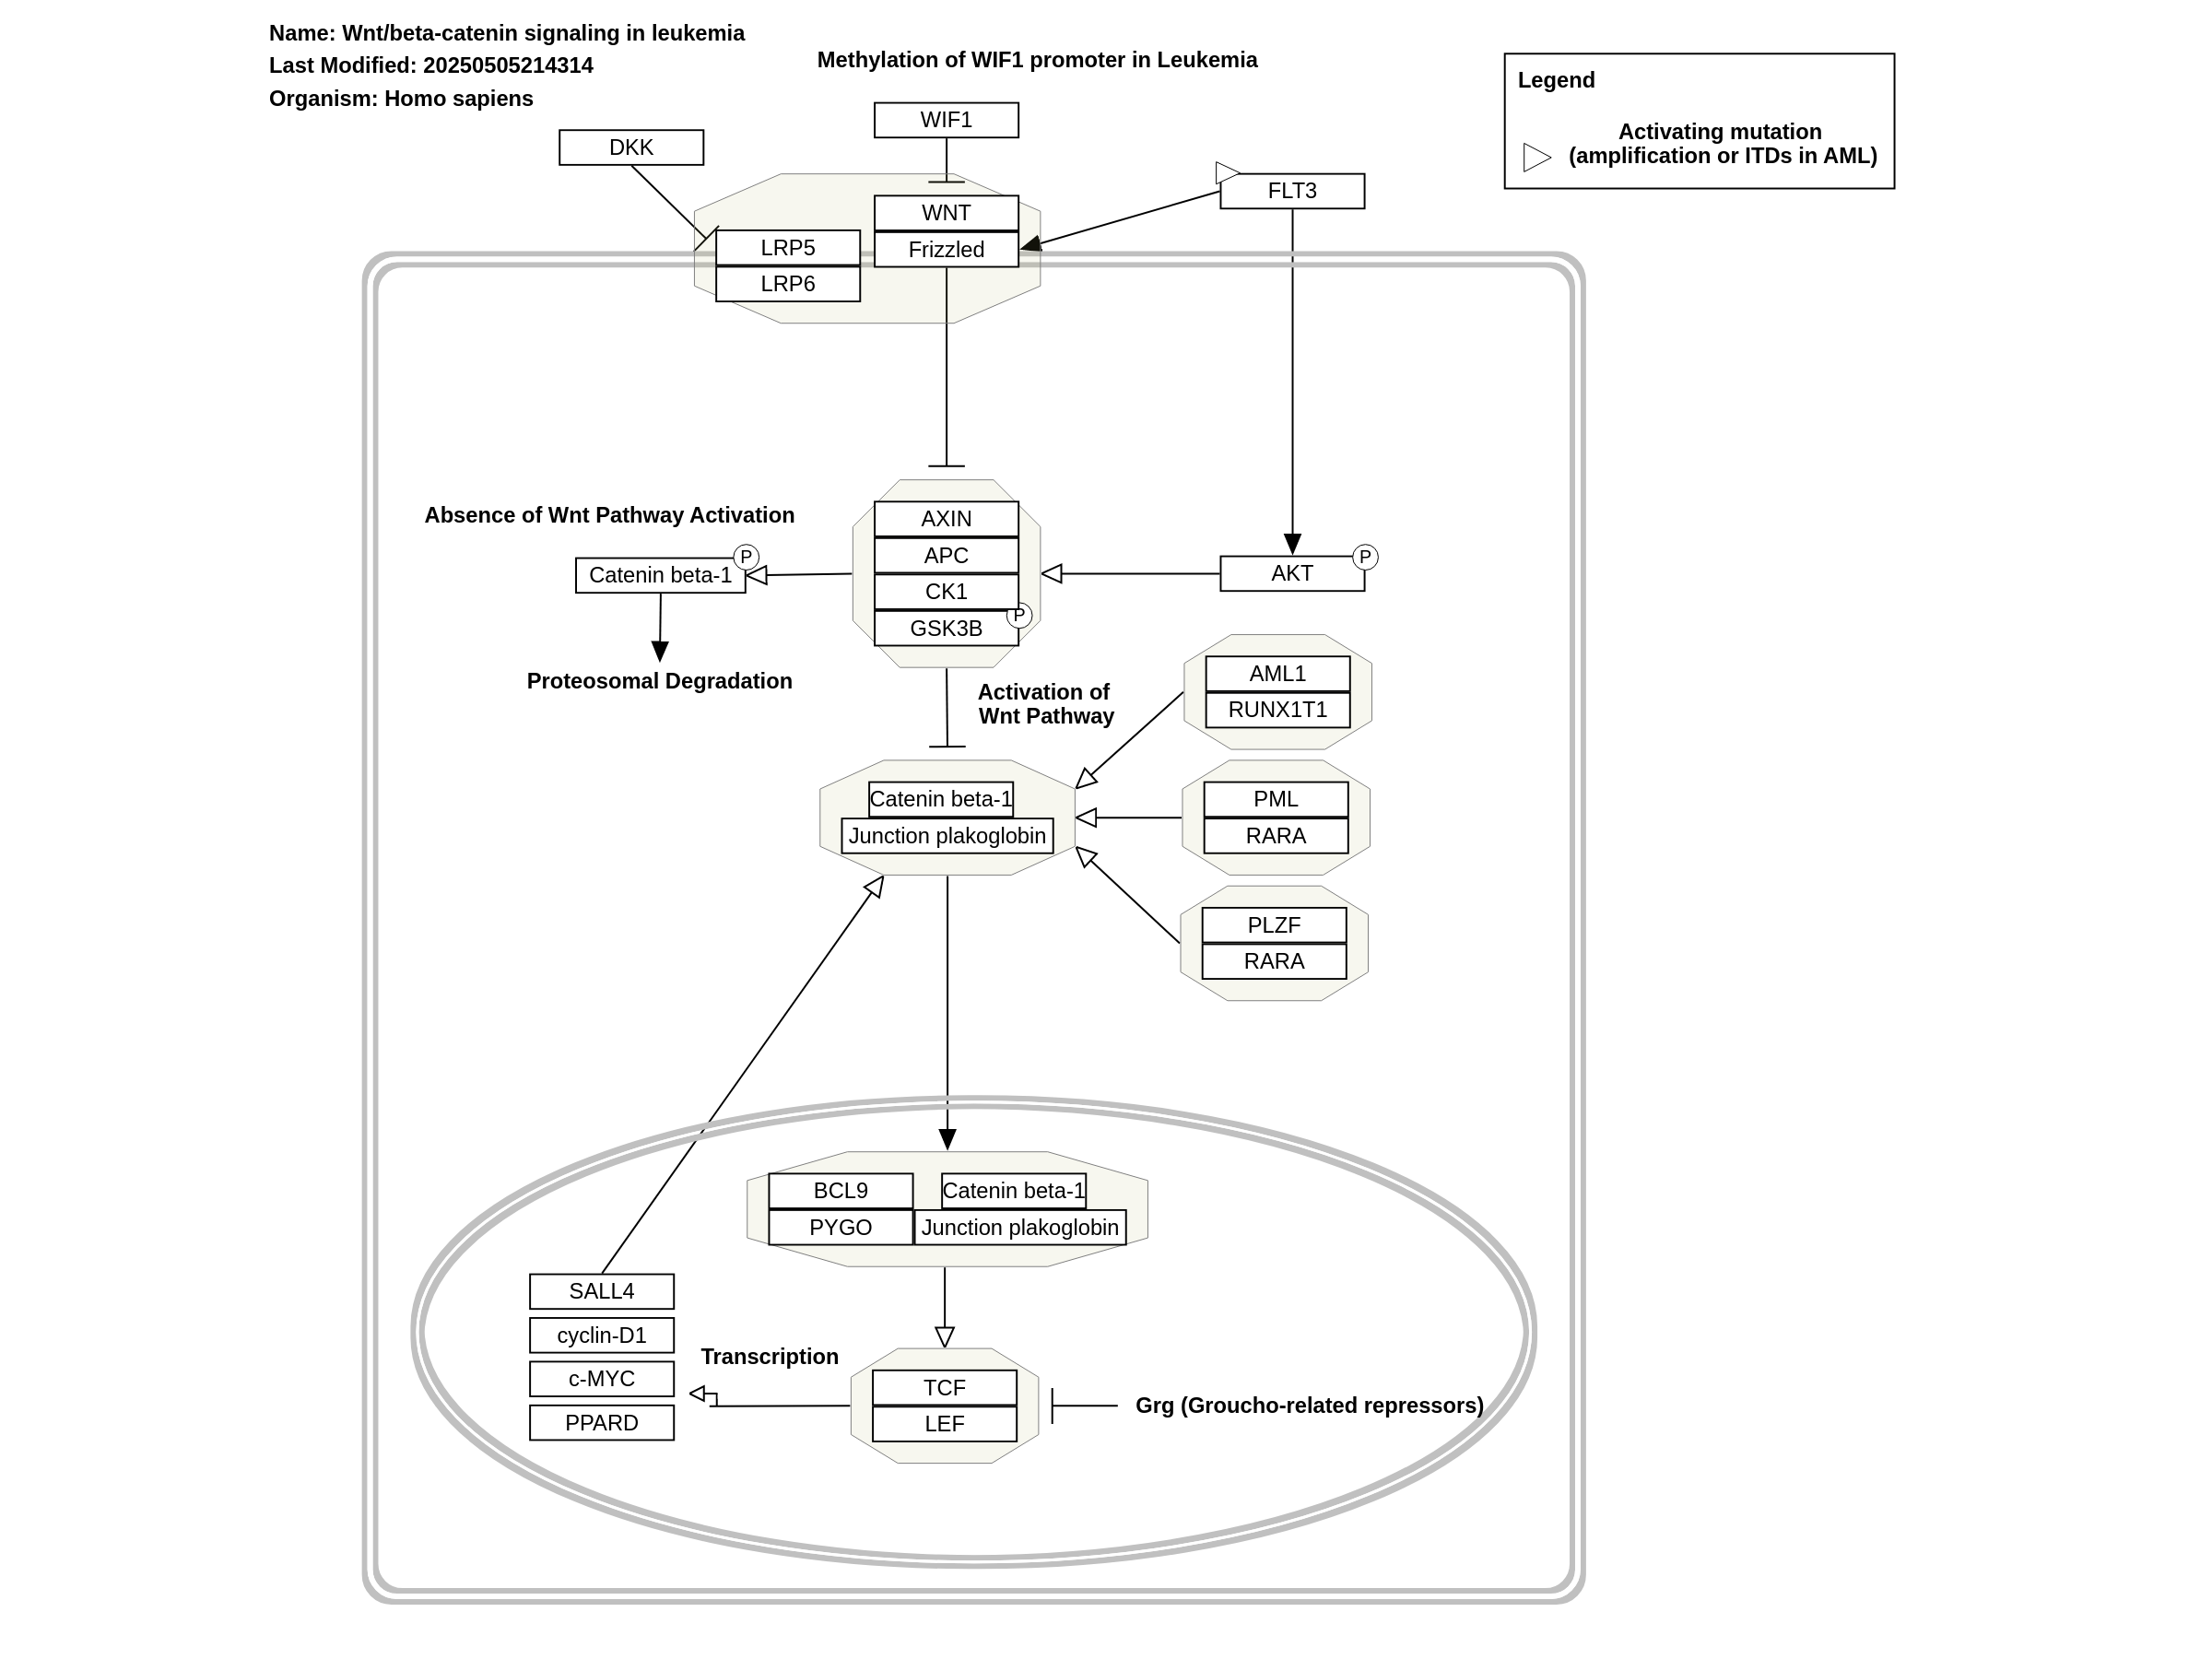 Name: Wnt/beta-catenin signaling in leukemia
Last Modified: 20250505214314
Organism: Homo sapiens
Methylation of WIF1 promoter in Leukemia
Legend
Activating mutation
(amplification or ITDs in AML)
WIF1
DKK
FLT3
WNT
Frizzled
LRP5
LRP6
Absence of Wnt Pathway Activation
AXIN
APC
CK1
GSK3B
P
Catenin beta-1
P
AKT
P
Proteosomal Degradation
Activation of
Wnt Pathway
AML1
RUNX1T1
Catenin beta-1
Junction plakoglobin
PML
RARA
PLZF
RARA
BCL9
PYGO
Catenin beta-1
Junction plakoglobin
SALL4
cyclin-D1
c-MYC
PPARD
Transcription
TCF
LEF
Grg (Groucho-related repressors)